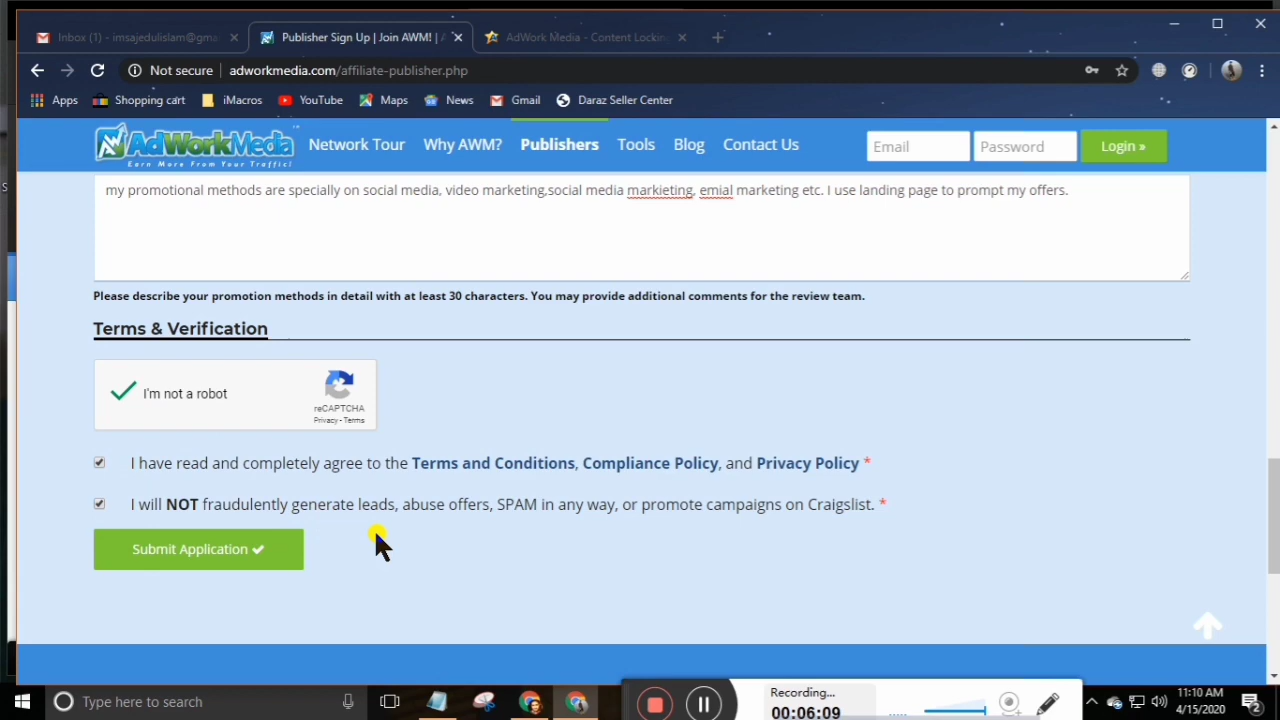 Inbox (1) - imsajedulislam@gma
Publisher Sign Up | Join AWM! | A
AdWork Media - Content Locking
Not secure | adworkmedia.com/affiliate-publisher.php
Apps Shopping cart iMacros YouTube Maps News Gmail Daraz Seller Center
AdWorkMedia™ Network Tour Why AWM? Publishers Tools Blog Contact Us Email Password Login »
Earn More From Your Traffic!
my promotional methods are specially on social media, video marketing,social media markieting, emial marketing etc. I use landing page to prompt my offers.
Please describe your promotion methods in detail with at least 30 characters. You may provide additional comments for the review team.
Terms & Verification
I'm not a robot
reCAPTCHA
Privacy - Terms
I have read and completely agree to the Terms and Conditions, Compliance Policy, and Privacy Policy *
I will NOT fraudulently generate leads, abuse offers, SPAM in any way, or promote campaigns on Craigslist. *
Submit Application
Recording...
00:06:09
Type here to search
11:10 AM
4/15/2020
2